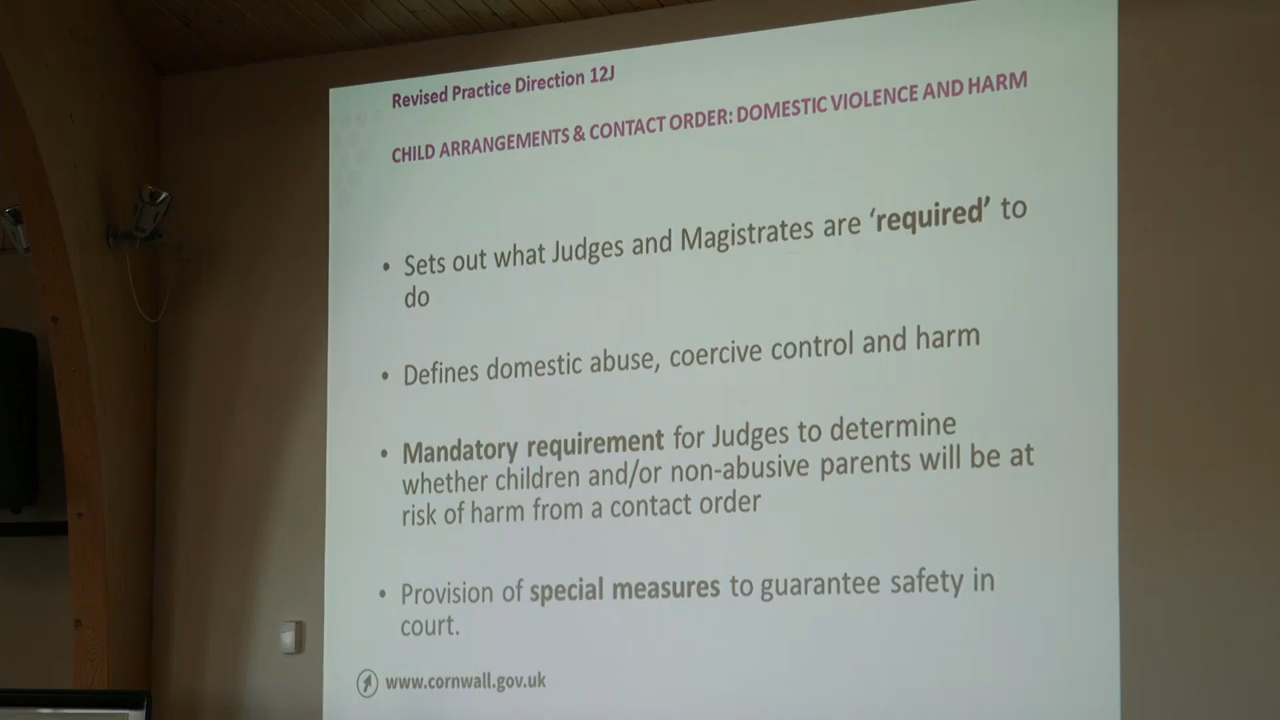 Revised Practice Direction 12J
CHILD ARRANGEMENTS & CONTACT ORDER: DOMESTIC VIOLENCE AND HARM
• Sets out what Judges and Magistrates are ‘required’ to
do
• Defines domestic abuse, coercive control and harm
• Mandatory requirement for Judges to determine
whether children and/or non-abusive parents will be at
risk of harm from a contact order
• Provision of special measures to guarantee safety in
court.
www.cornwall.gov.uk